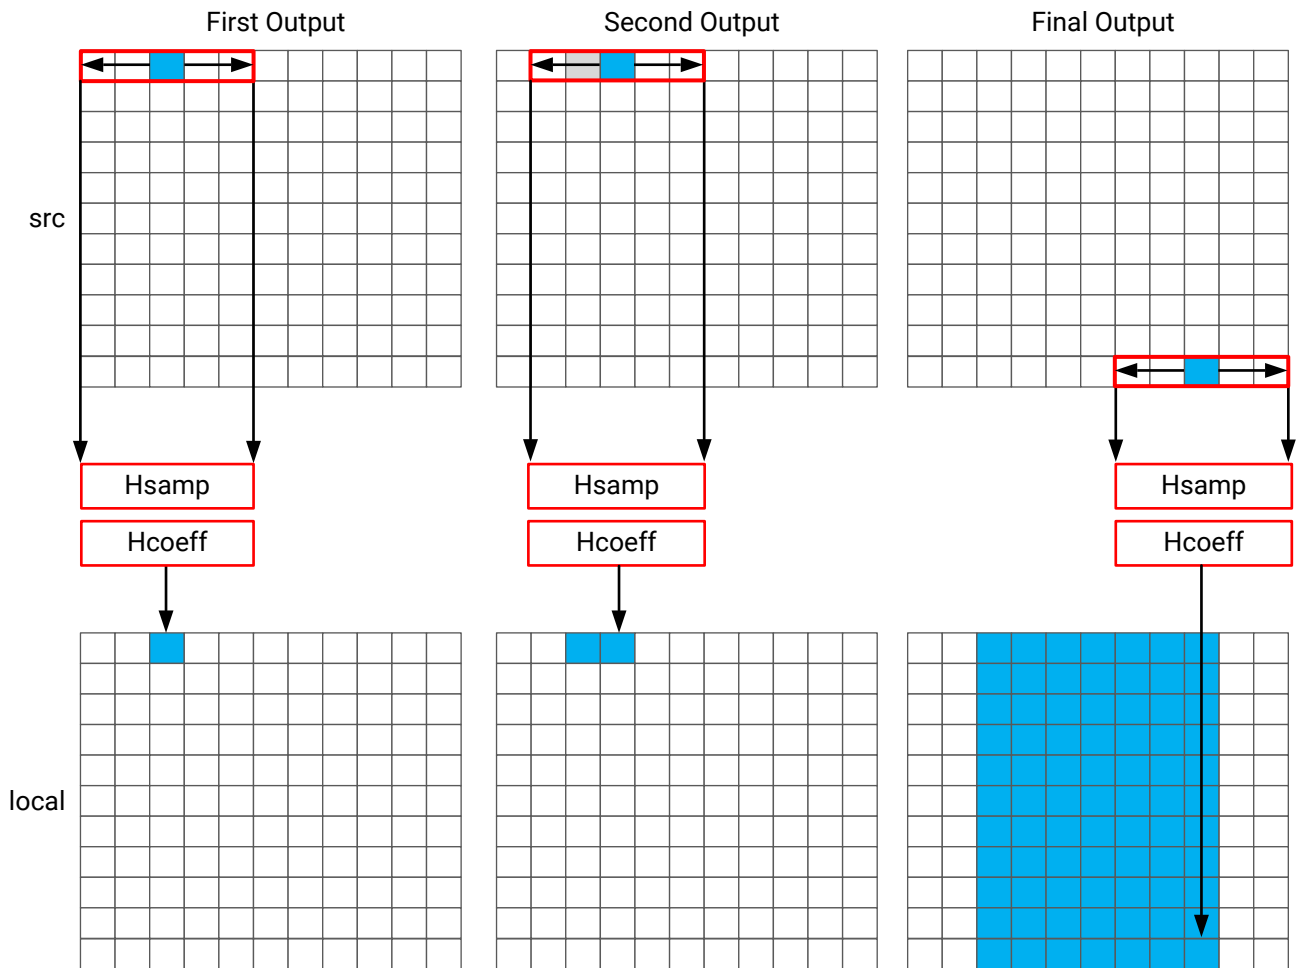 First Output
Second Output
Final Output
src
Hsamp
Hsamp
Hsamp
Hcoeff
Hcoeff
Hcoeff
local